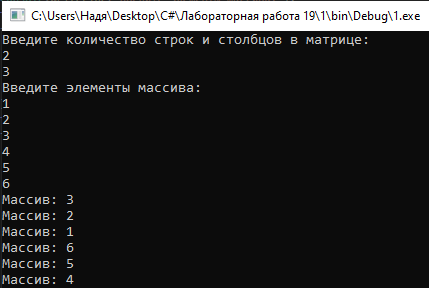 C:\Users\Надя\Desktop\C#\Лабораторная работа 19\1\bin\Debug\1.exe
Введите количество строк и столбцов в матрице:
2
3
Введите элементы массива:
1
2
3
4
5
6
Массив: 3
Массив: 2
Массив: 1
Массив: 6
Массив: 5
Массив: 4